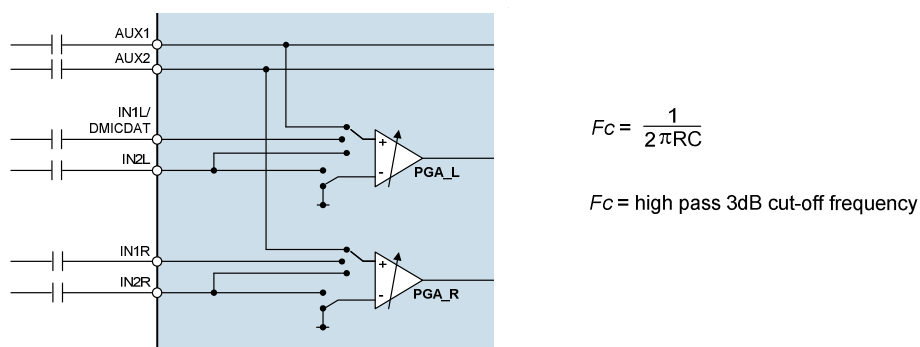 AUX1
AUX2
IN1L/
DMICDAT
IN2L
+
-
PGA_L
IN1R
IN2R
+
-
PGA_R
Fc = 1 / 2πRC
Fc = high pass 3dB cut-off frequency